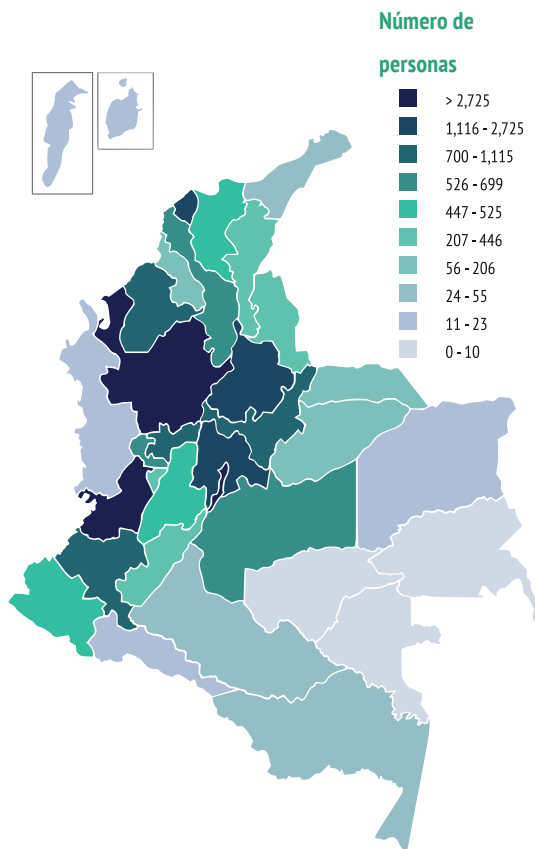 Número de
personas
> 2,725
1,116 - 2,725
700 - 1,115
526 - 699
447 - 525
207 - 446
56 - 206
24 - 55
11 - 23
0 - 10